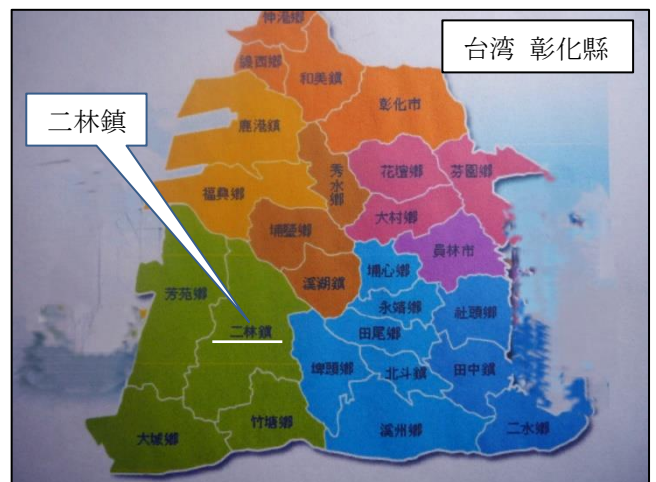 伸港鄉
台湾 彰化縣
線西鄉
和美鎮
彰化市
二林鎮
鹿港鎮
秀水鄉
花壇鄉
芬園鄉
福興鄉
大村鄉
埔鹽鄉
員林市
埔心鄉
溪湖鎮
芳苑鄉
永靖鄉
社頭鄉
二林鎮
田尾鄉
埤頭鄉
北斗鎮
田中鎮
竹塘鄉
大城鄉
溪州鄉
二水鄉